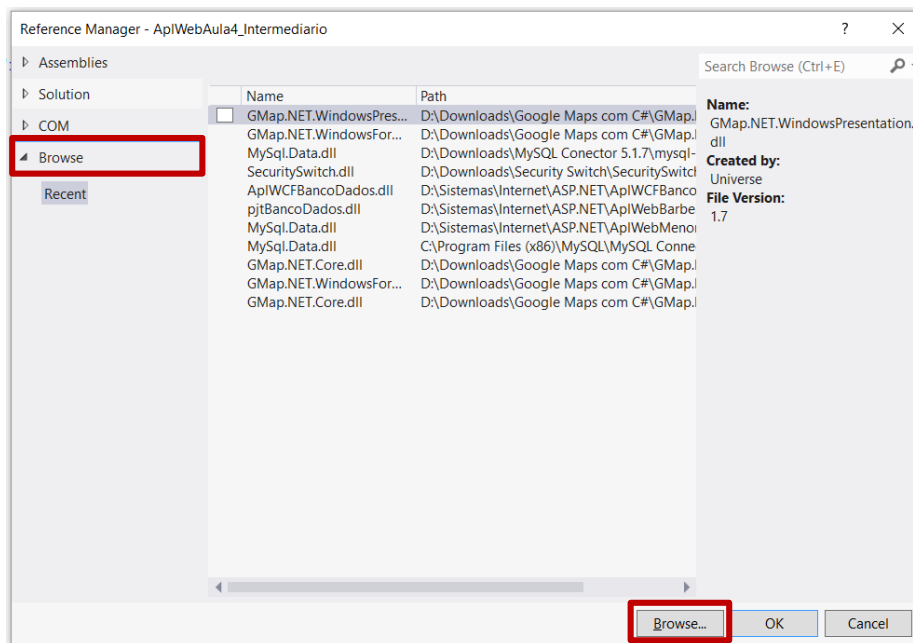 Reference Manager - AplWebAula4_Intermediario
?
Assemblies
Search Browse (Ctrl+E)
Solution
COM
Browse
Recent
Name Path
GMap.NET.WindowsPres... D:\Downloads\Google Maps com C#\GMap.
GMap.NET.WindowsFor... D:\Downloads\Google Maps com C#\GMap.
MySql.Data.dll D:\Downloads\MySQL Conector 5.1.7\mysql-
SecuritySwitch.dll D:\Downloads\Security Switch\SecuritySwitch
AplWCFBancoDados.dll D:\Sistemas\Internet\ASP.NET\AplWCFBanco
pjtBancoDados.dll D:\Sistemas\Internet\ASP.NET\AplWebBarbe
MySql.Data.dll D:\Sistemas\Internet\ASP.NET\AplWebMenor
MySql.Data.dll C:\Program Files (x86)\MySQL\MySQL Conne
GMap.NET.Core.dll D:\Downloads\Google Maps com C#\GMap.
GMap.NET.WindowsFor... D:\Downloads\Google Maps com C#\GMap.
GMap.NET.Core.dll D:\Downloads\Google Maps com C#\GMap.
Name:
GMap.NET.WindowsPresentation.
dll
Created by:
Universe
File Version:
1.7
Browse... OK Cancel